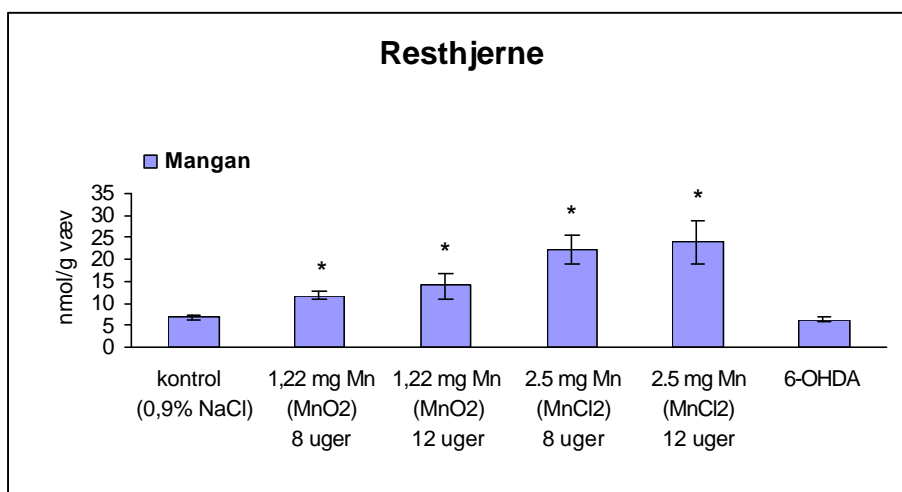 Resthjerne
Mangan
nmol/g væv
35
30
25
20
15
10
5
0
*
*
*
*
kontrol
(0,9% NaCl)
1,22 mg Mn
(MnO2)
8 uger
1,22 mg Mn
(MnO2)
12 uger
2.5 mg Mn
(MnCl2)
8 uger
2.5 mg Mn
(MnCl2)
12 uger
6-OHDA